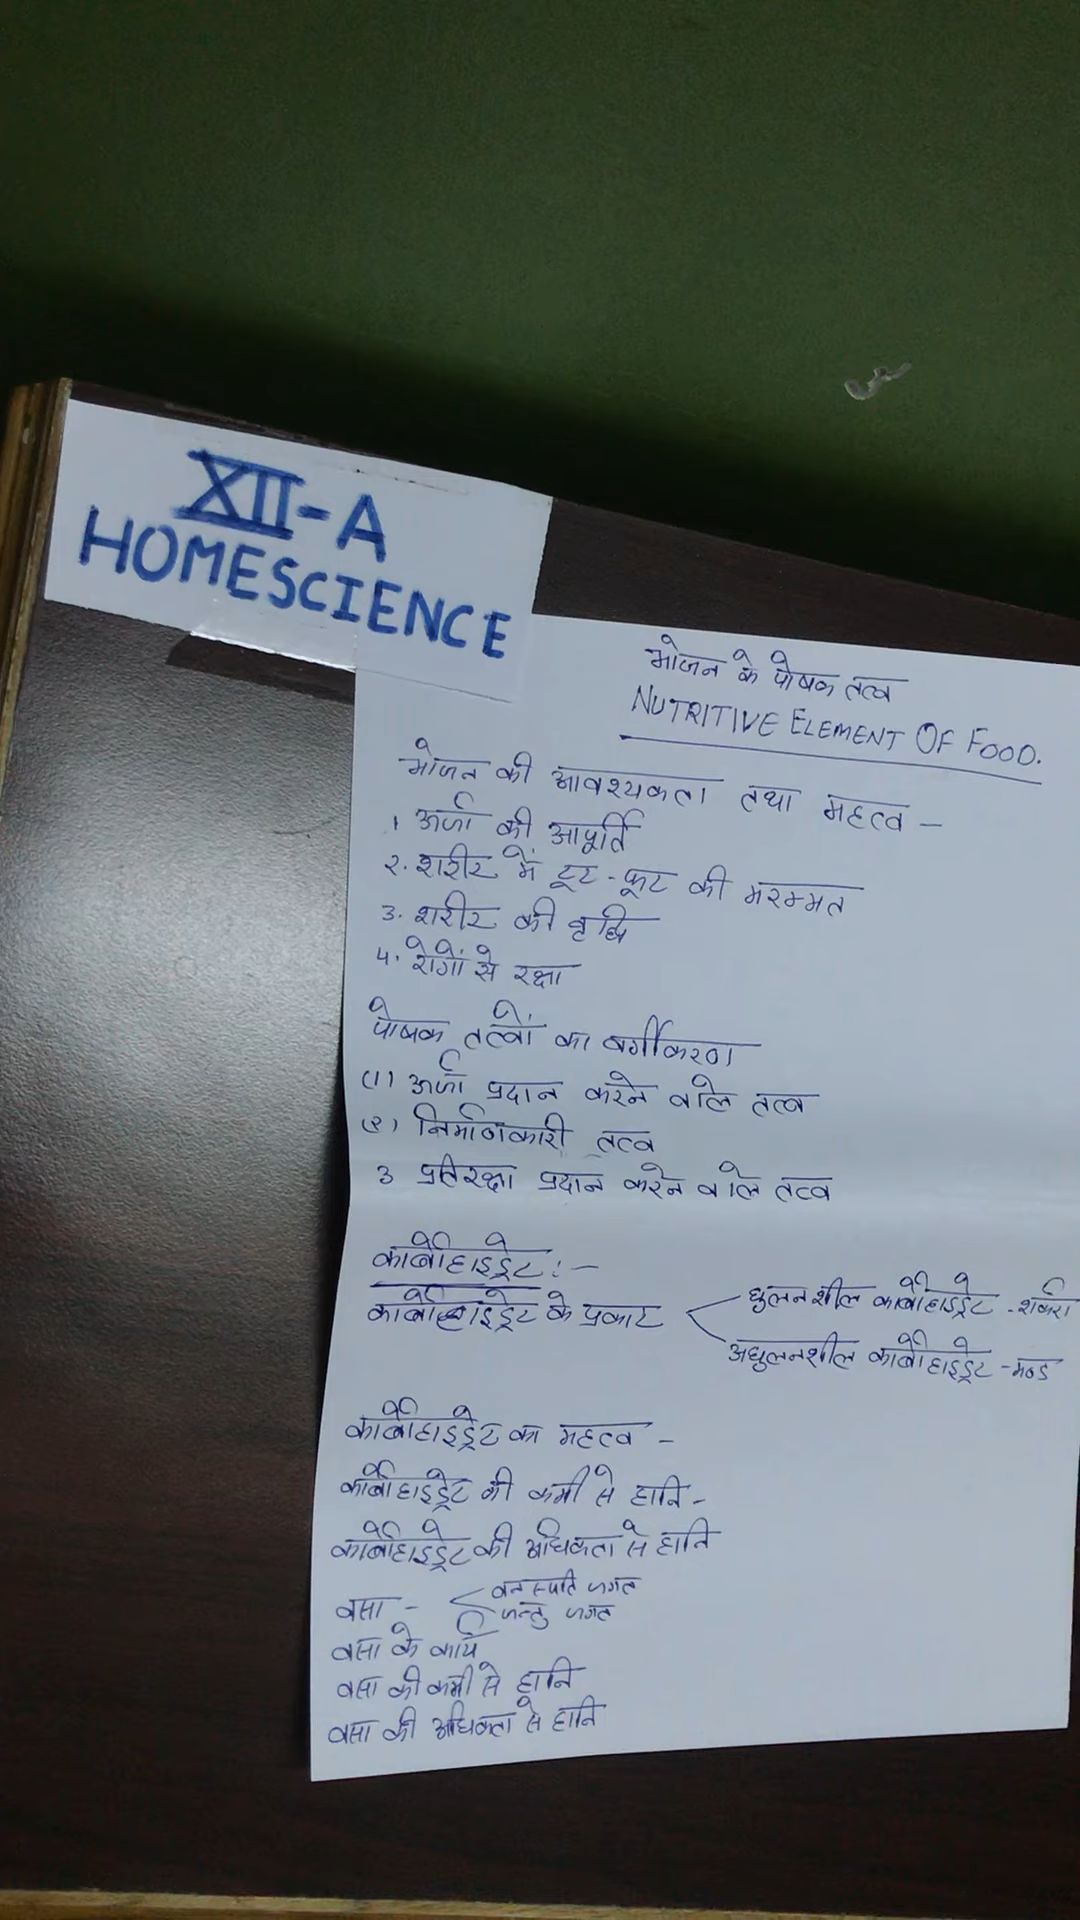 XII-A
HOMESCIENCE
भोजन के पोषक तत्व
NUTRITIVE ELEMENT OF FOOD.
भोजन की आवश्यकता तथा महत्व -
1 ऊर्जा की आपूर्ति
२. शरीर में टूट-फूट की मरम्मत
3. शरीर की वृद्धि
4. रोगों से रक्षा
पोषक तत्वों का वर्गीकरण
(1) ऊर्जा प्रदान करने वाले तत्व
(२) निर्माणकारी तत्व
3 प्रतिरक्षा प्रदान करने वाले तत्व
कार्बोहाइड्रेट :-
कार्बोहाइड्रेट के प्रकार
घुलनशील कार्बोहाइड्रेट - शर्करा
अघुलनशील कार्बोहाइड्रेट - मण्ड
कार्बोहाइड्रेट का महत्व -
कार्बोहाइड्रेट की कमी से हानि -
कार्बोहाइड्रेट की अधिकता से हानि
वसा -
वनस्पति जगत
जन्तु जगत
वसा के कार्य
वसा की कमी से हानि
वसा की अधिकता से हानि